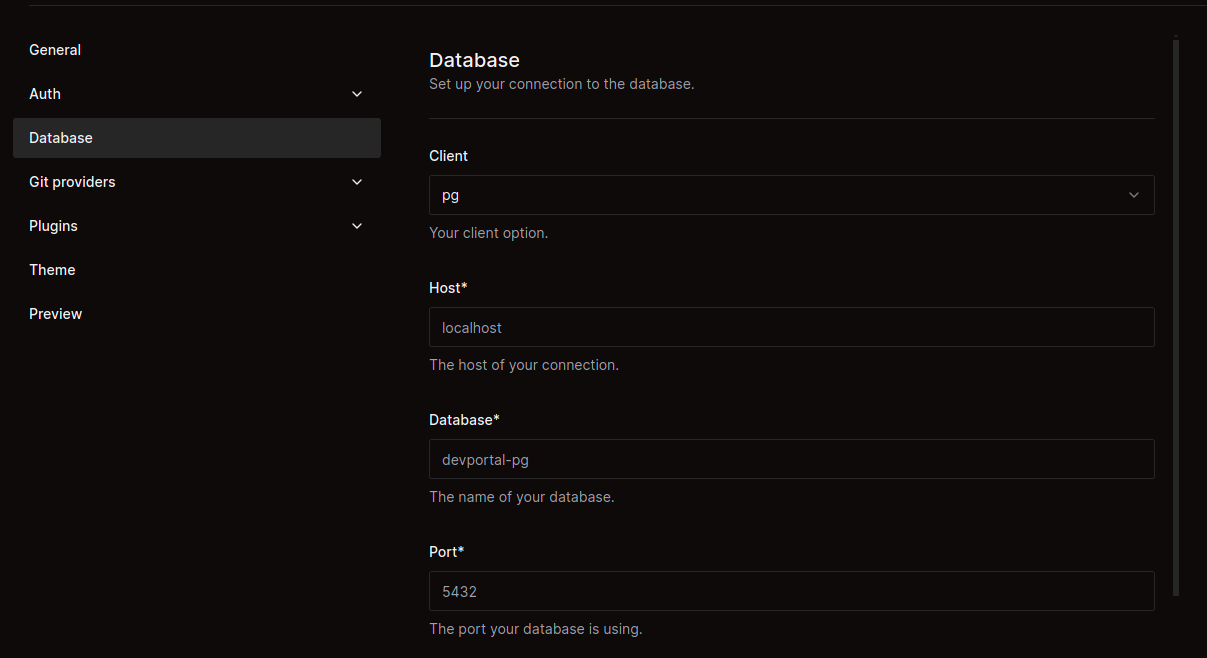 General
Auth
Database
Git providers
Plugins
Theme
Preview
Database
Set up your connection to the database.
Client
pg
Your client option.
Host*
localhost
The host of your connection.
Database*
devportal-pg
The name of your database.
Port*
5432
The port your database is using.